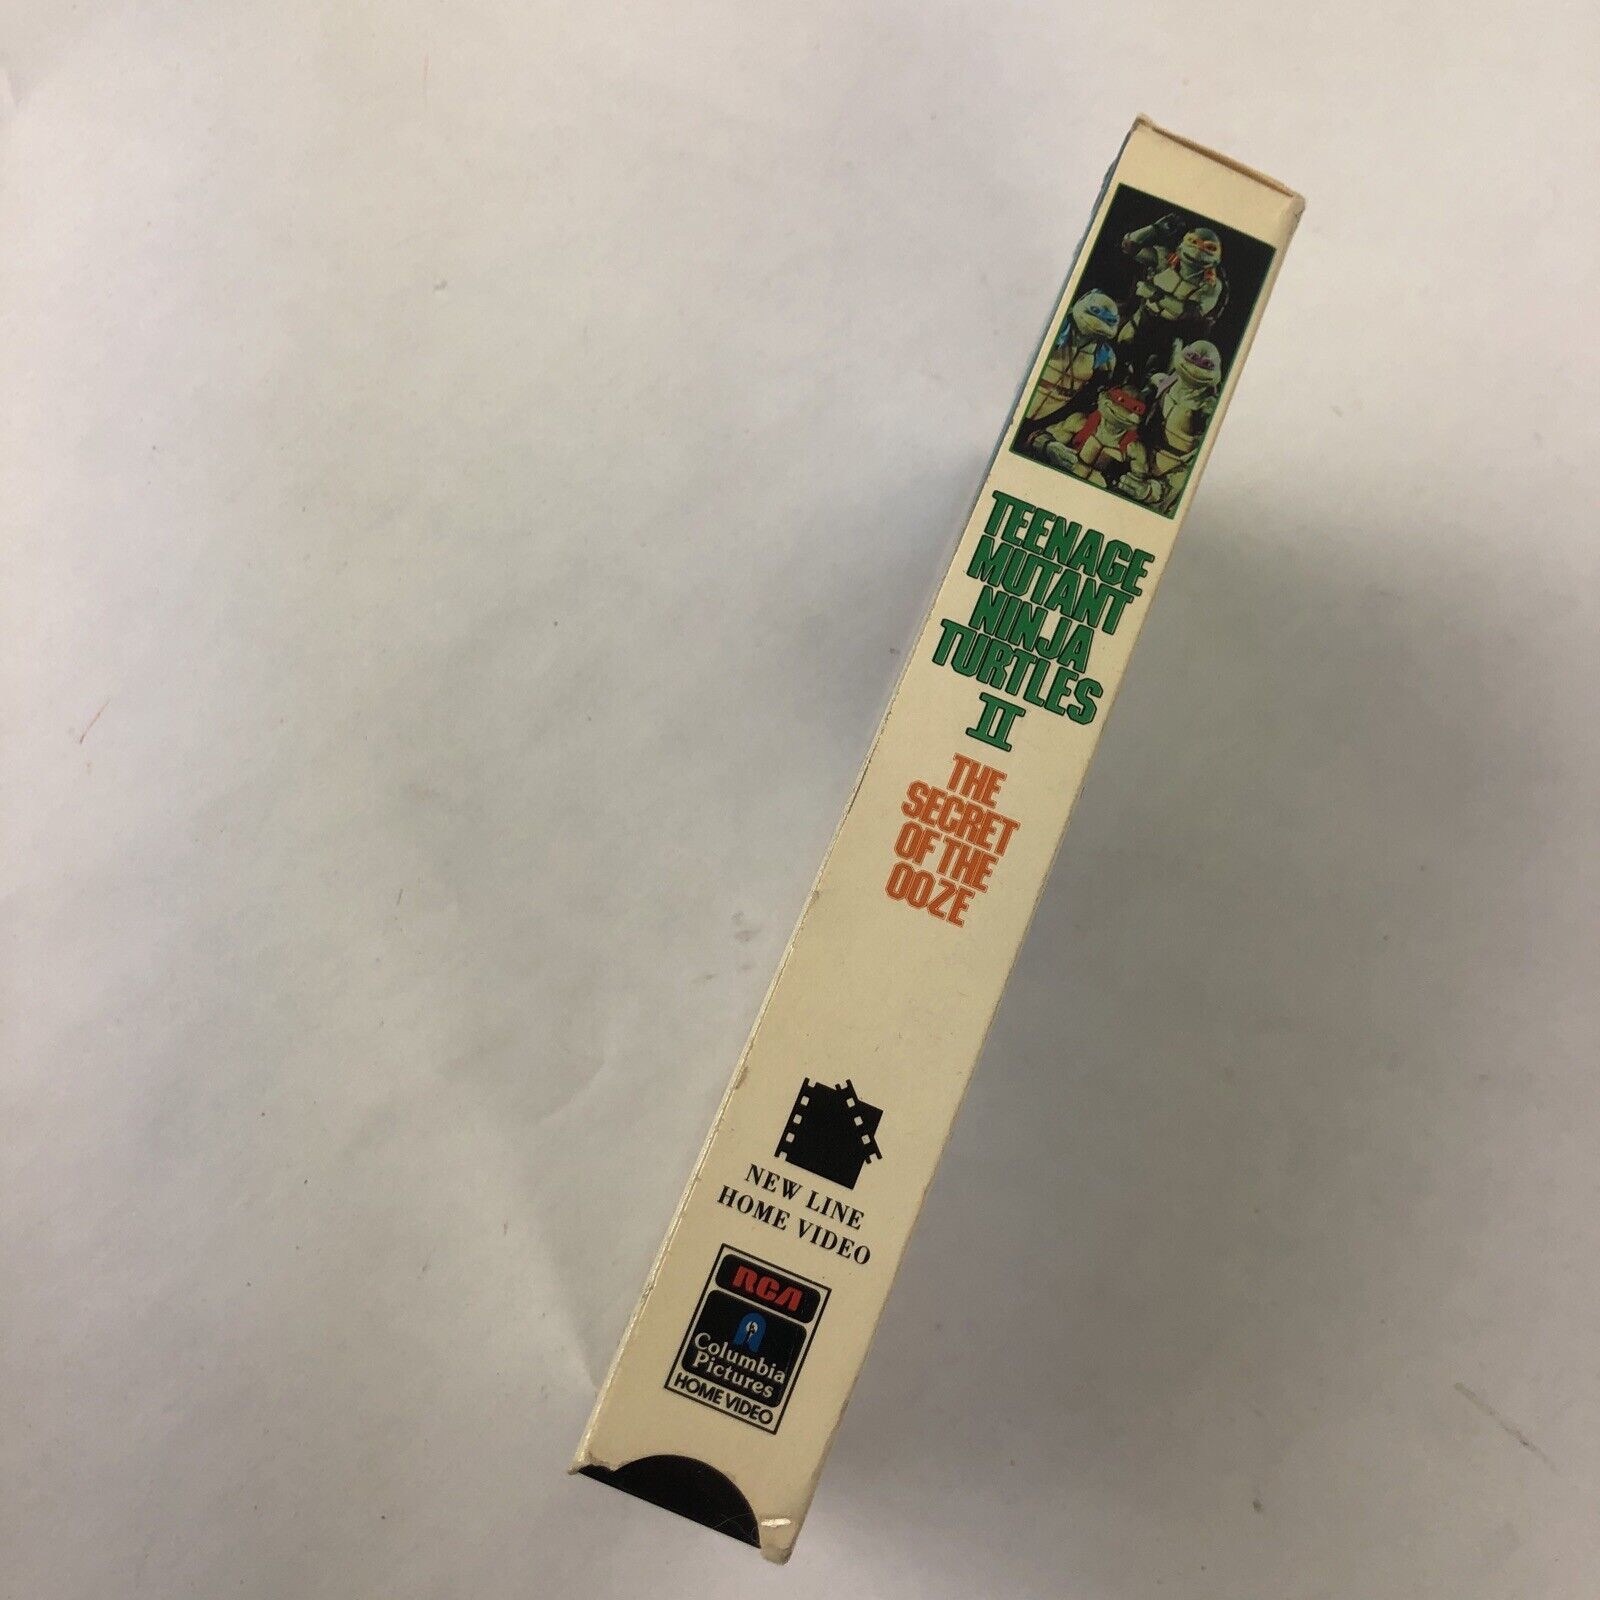 TEENAGE
MUTANT
NINJA
TURTLES
II
THE
SECRET
OF THE
OOZE
NEW LINE
HOME VIDEO
RCA
Columbia
Pictures
HOME VIDEO